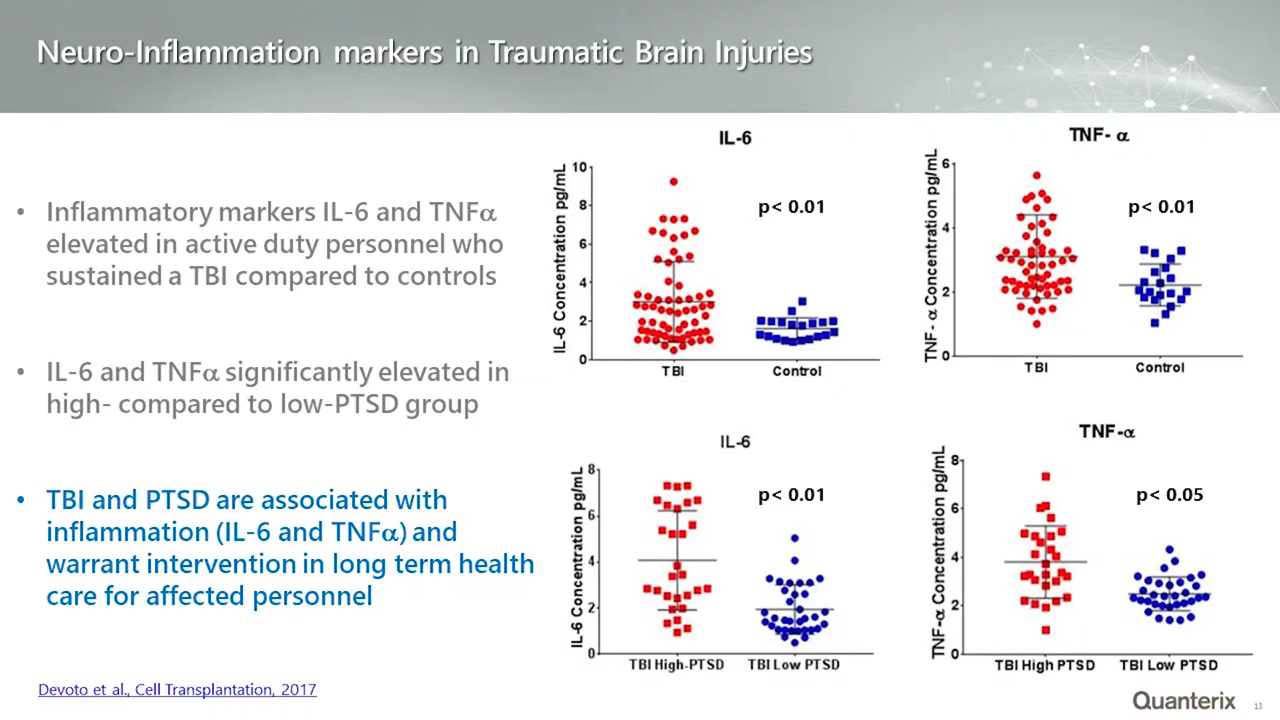 Neuro-Inflammation markers in Traumatic Brain Injuries
• Inflammatory markers IL-6 and TNFα
elevated in active duty personnel who
sustained a TBI compared to controls
• IL-6 and TNFα significantly elevated in
high- compared to low-PTSD group
• TBI and PTSD are associated with
inflammation (IL-6 and TNFα) and
warrant intervention in long term health
care for affected personnel
Devoto et al., Cell Transplantation, 2017
IL-6
IL-6 Concentration pg/mL
10
8
6
4
2
0
p< 0.01
TBI
Control
TNF- α
TNF- α Concentration pg/mL
6
4
2
0
p< 0.01
TBI
Control
IL-6
IL-6 Concentration pg/mL
8
6
4
2
0
p< 0.01
TBI High-PTSD
TBI Low PTSD
TNF-α
TNF-α Concentration pg/mL
8
6
4
2
0
p< 0.05
TBI High PTSD
TBI Low PTSD
Quanterix
13